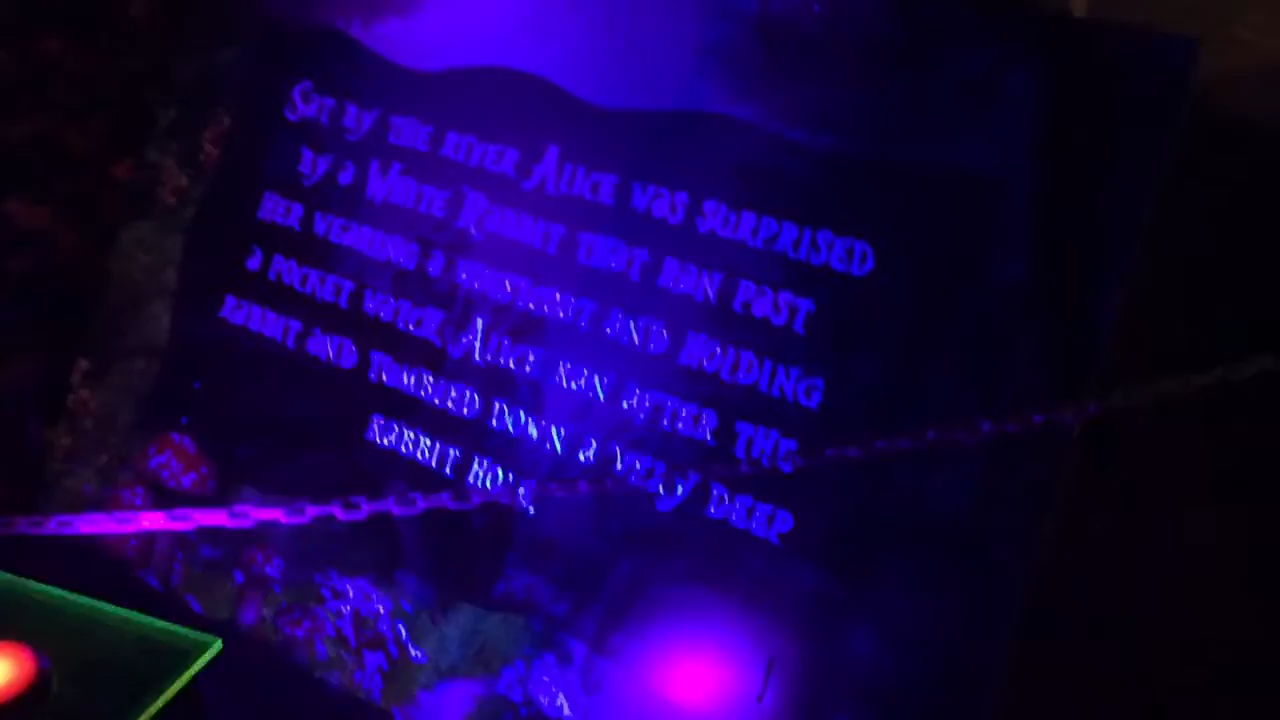 Sat by the river Alice was surprised
by a White Rabbit that ran past
her wearing a waistcoat and holding
a pocket watch, Alice ran after the
rabbit and tumbled down a very deep
rabbit hole